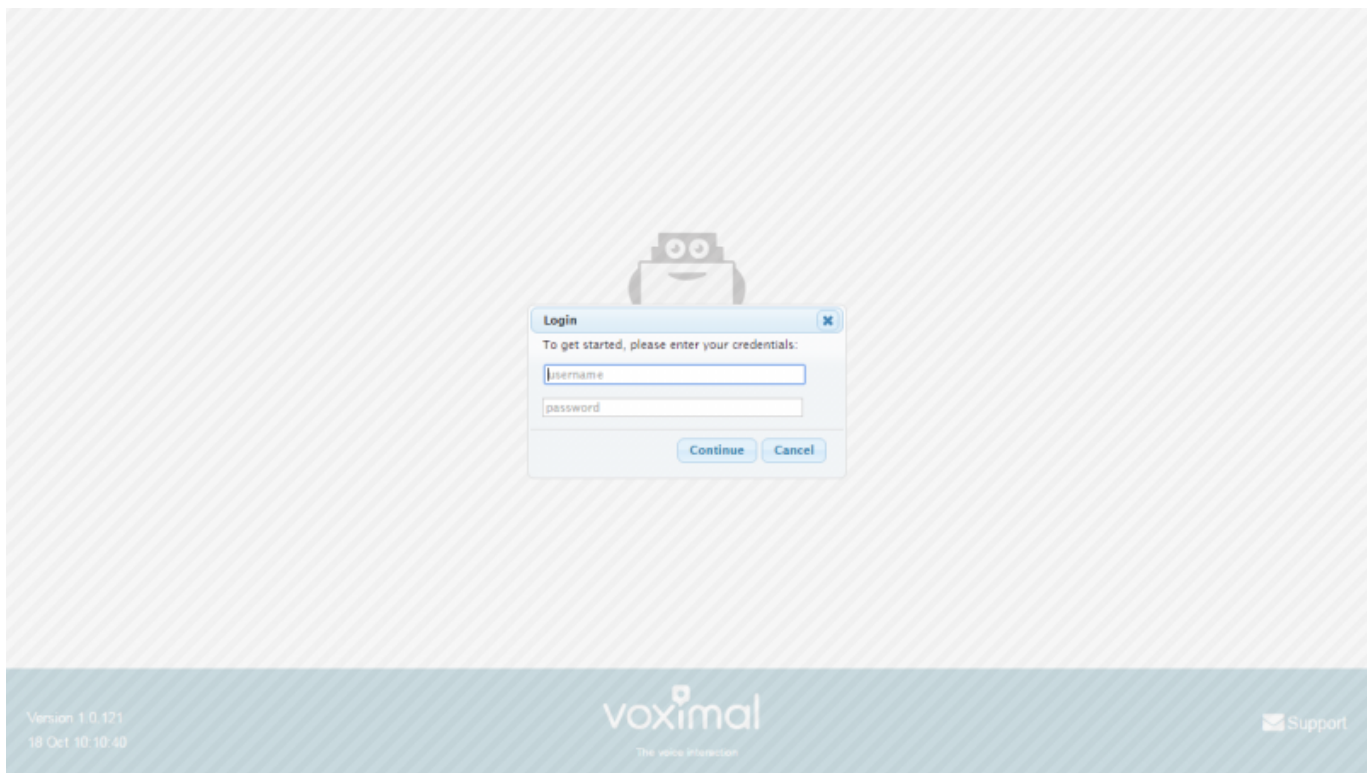 Login
To get started, please enter your credentials:
username
password
Continue Cancel
Version 1.0.121
18 Oct 10:10:40
voximal
The voice interaction
Support